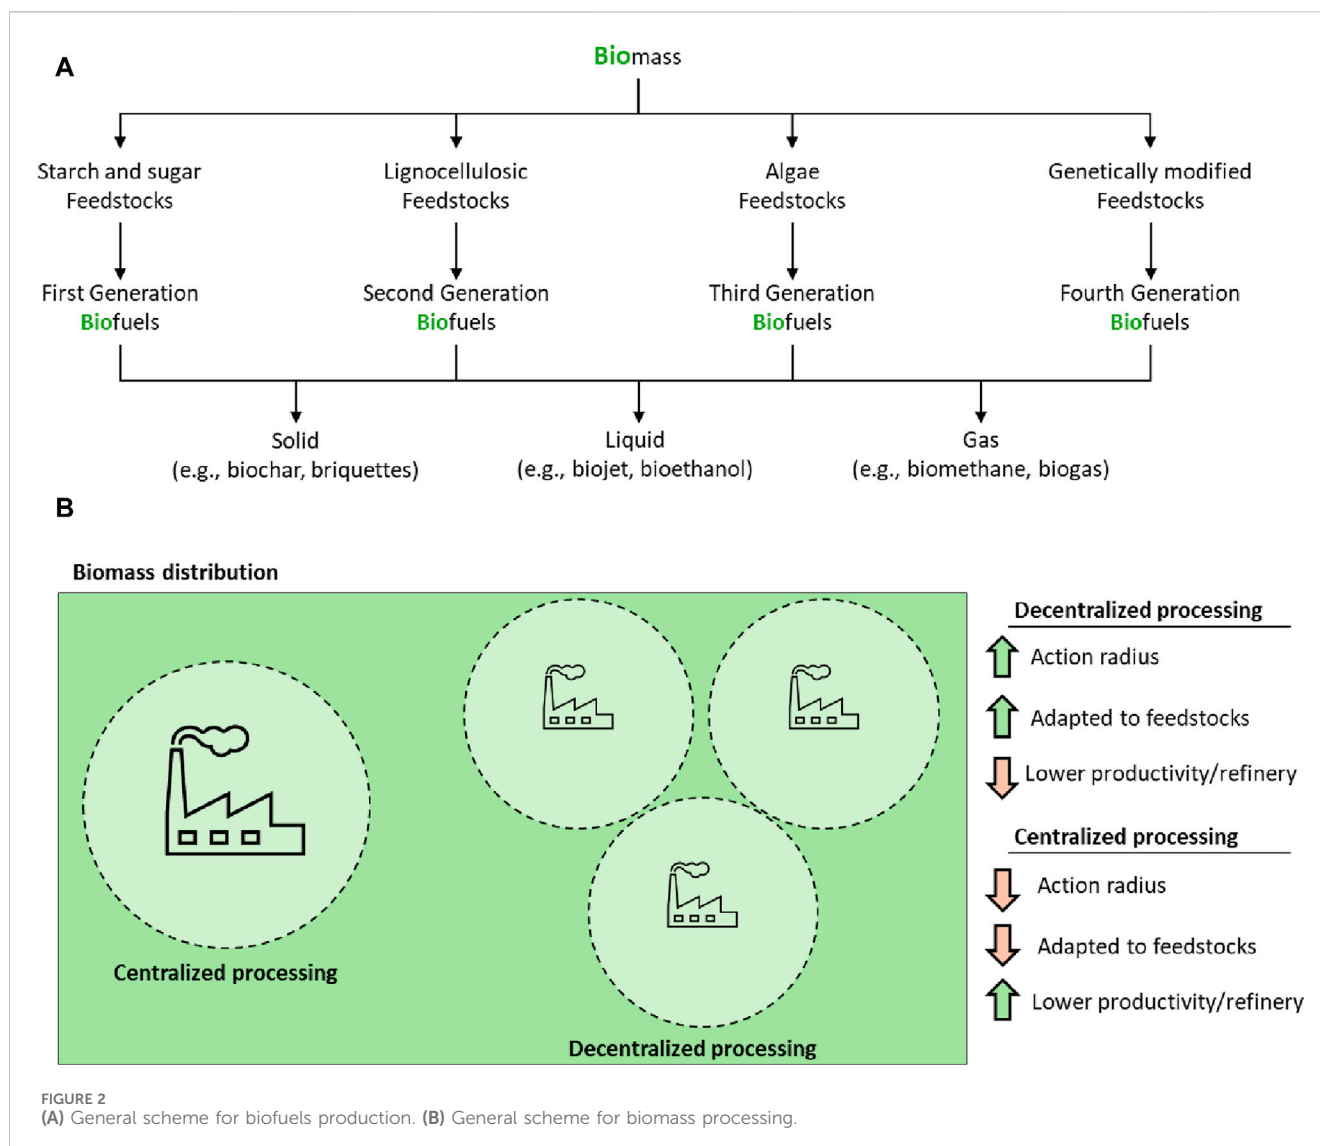 A
Biomass
Starch and sugar
Feedstocks
Lignocellulosic
Feedstocks
Algae
Feedstocks
Genetically modified
Feedstocks
First Generation
Biofuels
Second Generation
Biofuels
Third Generation
Biofuels
Fourth Generation
Biofuels
Solid
(e.g., biochar, briquettes)
Liquid
(e.g., biojet, bioethanol)
Gas
(e.g., biomethane, biogas)
B
Biomass distribution
Centralized processing
Decentralized processing
Decentralized processing
Action radius
Adapted to feedstocks
Lower productivity/refinery
Centralized processing
Action radius
Adapted to feedstocks
Lower productivity/refinery
FIGURE 2
(A) General scheme for biofuels production. (B) General scheme for biomass processing.